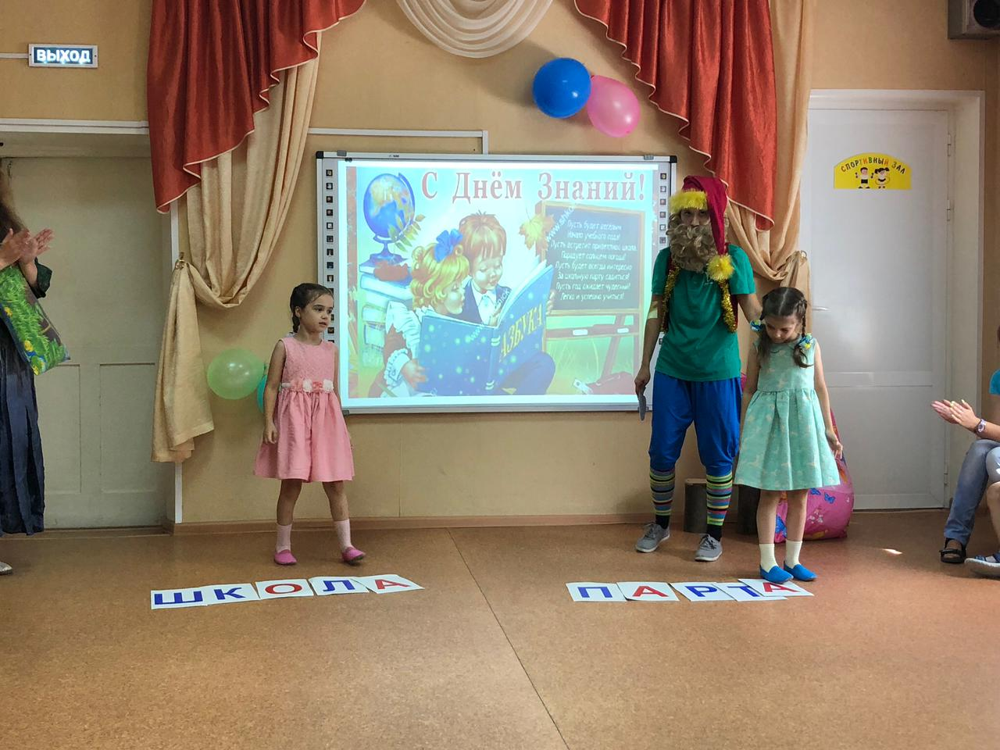 ВЫХОД
С Днём Знаний!
СПОРТИВНЫЙ ЗАЛ
Пусть будет весёлым
Начало учебного года!
Пусть встретит приветливо школа,
Порадует солнцем погода!
Пусть будет всегда интересно
За школьную парту садиться!
Пусть год ожидает чудесный!
Легко и успешно учиться!
АЗБУКА
ШКОЛА
ПАРТА